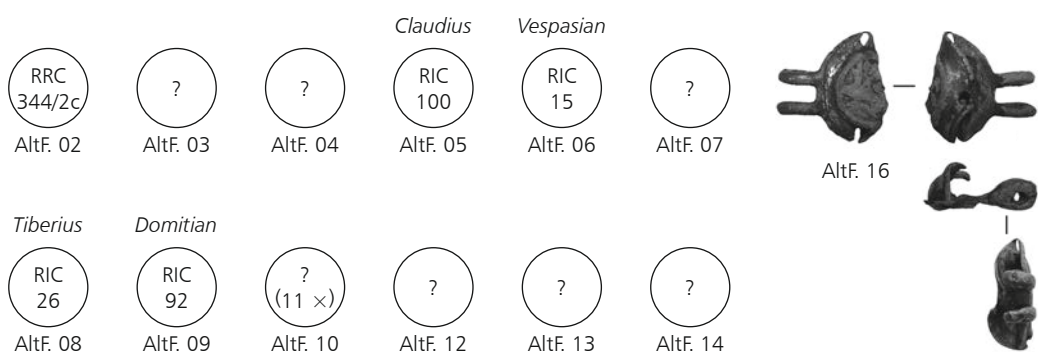 Claudius Vespasian
RRC
344/2c
?
?
RIC
100
RIC
15
?
AltF. 02 AltF. 03 AltF. 04 AltF. 05 AltF. 06 AltF. 07
AltF. 16
Tiberius Domitian
RIC
26
RIC
92
?
(11 ×)
?
?
?
AltF. 08 AltF. 09 AltF. 10 AltF. 12 AltF. 13 AltF. 14